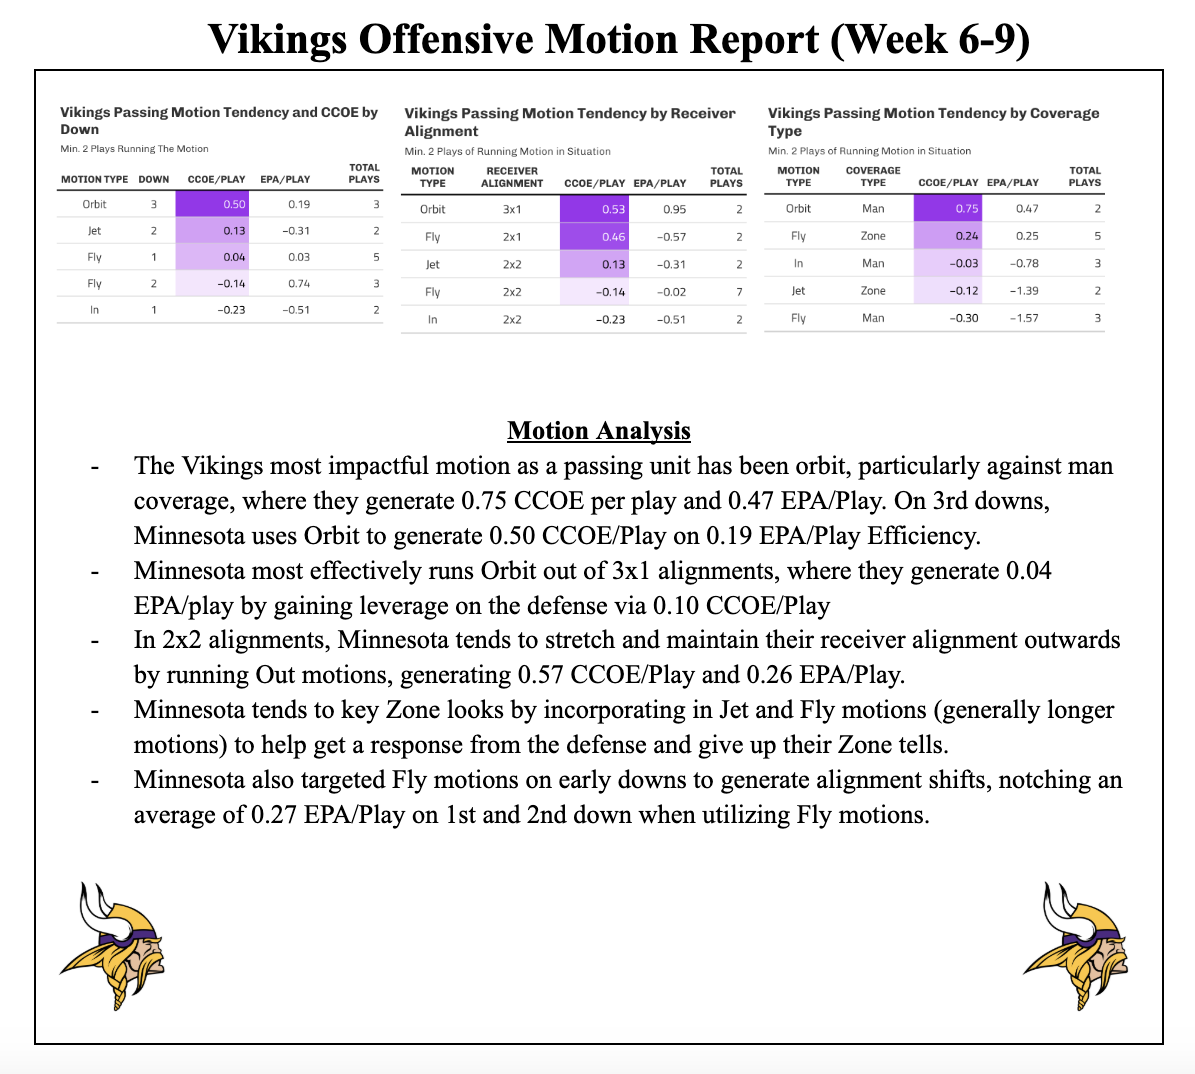 Vikings Offensive Motion Report (Week 6-9)
Vikings Passing Motion Tendency and CCOE by
Down
Min. 2 Plays Running The Motion
MOTION TYPE DOWN CCOE/PLAY EPA/PLAY TOTAL PLAYS
Orbit 3 0.50 0.19 3
Jet 2 0.13 −0.31 2
Fly 1 0.04 0.03 5
Fly 2 −0.14 0.74 3
In 1 −0.23 −0.51 2
Vikings Passing Motion Tendency by Receiver
Alignment
Min. 2 Plays of Running Motion in Situation
MOTION TYPE RECEIVER ALIGNMENT CCOE/PLAY EPA/PLAY TOTAL PLAYS
Orbit 3x1 0.53 0.95 2
Fly 2x1 0.46 −0.57 2
Jet 2x2 0.13 −0.31 2
Fly 2x2 −0.14 −0.02 7
In 2x2 −0.23 −0.51 2
Vikings Passing Motion Tendency by Coverage
Type
Min. 2 Plays of Running Motion in Situation
MOTION TYPE COVERAGE TYPE CCOE/PLAY EPA/PLAY TOTAL PLAYS
Orbit Man 0.75 0.47 2
Fly Zone 0.24 0.25 5
In Man −0.03 −0.78 3
Jet Zone −0.12 −1.39 2
Fly Man −0.30 −1.57 3
Motion Analysis
- The Vikings most impactful motion as a passing unit has been orbit, particularly against man
coverage, where they generate 0.75 CCOE per play and 0.47 EPA/Play. On 3rd downs,
Minnesota uses Orbit to generate 0.50 CCOE/Play on 0.19 EPA/Play Efficiency.
- Minnesota most effectively runs Orbit out of 3x1 alignments, where they generate 0.04
EPA/play by gaining leverage on the defense via 0.10 CCOE/Play
- In 2x2 alignments, Minnesota tends to stretch and maintain their receiver alignment outwards
by running Out motions, generating 0.57 CCOE/Play and 0.26 EPA/Play.
- Minnesota tends to key Zone looks by incorporating in Jet and Fly motions (generally longer
motions) to help get a response from the defense and give up their Zone tells.
- Minnesota also targeted Fly motions on early downs to generate alignment shifts, notching an
average of 0.27 EPA/Play on 1st and 2nd down when utilizing Fly motions.